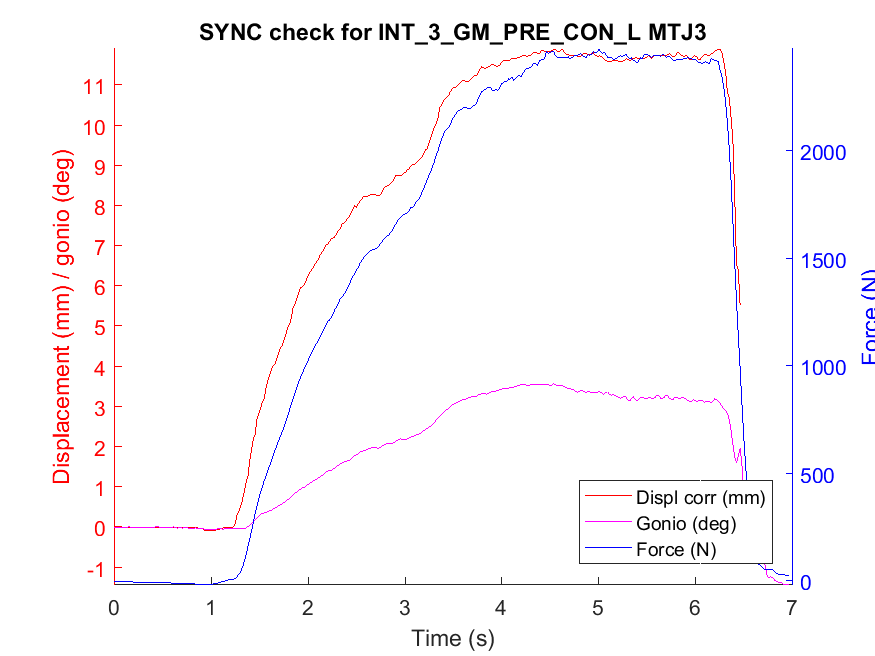 SYNC check for INT_3_GM_PRE_CON_L MTJ3
Displacement (mm) / gonio (deg)
11
10
9
8
7
6
5
4
3
2
1
0
-1
2000
1500
1000
500
0
Force (N)
Displ corr (mm)
Gonio (deg)
Force (N)
0 1 2 3 4 5 6 7
Time (s)